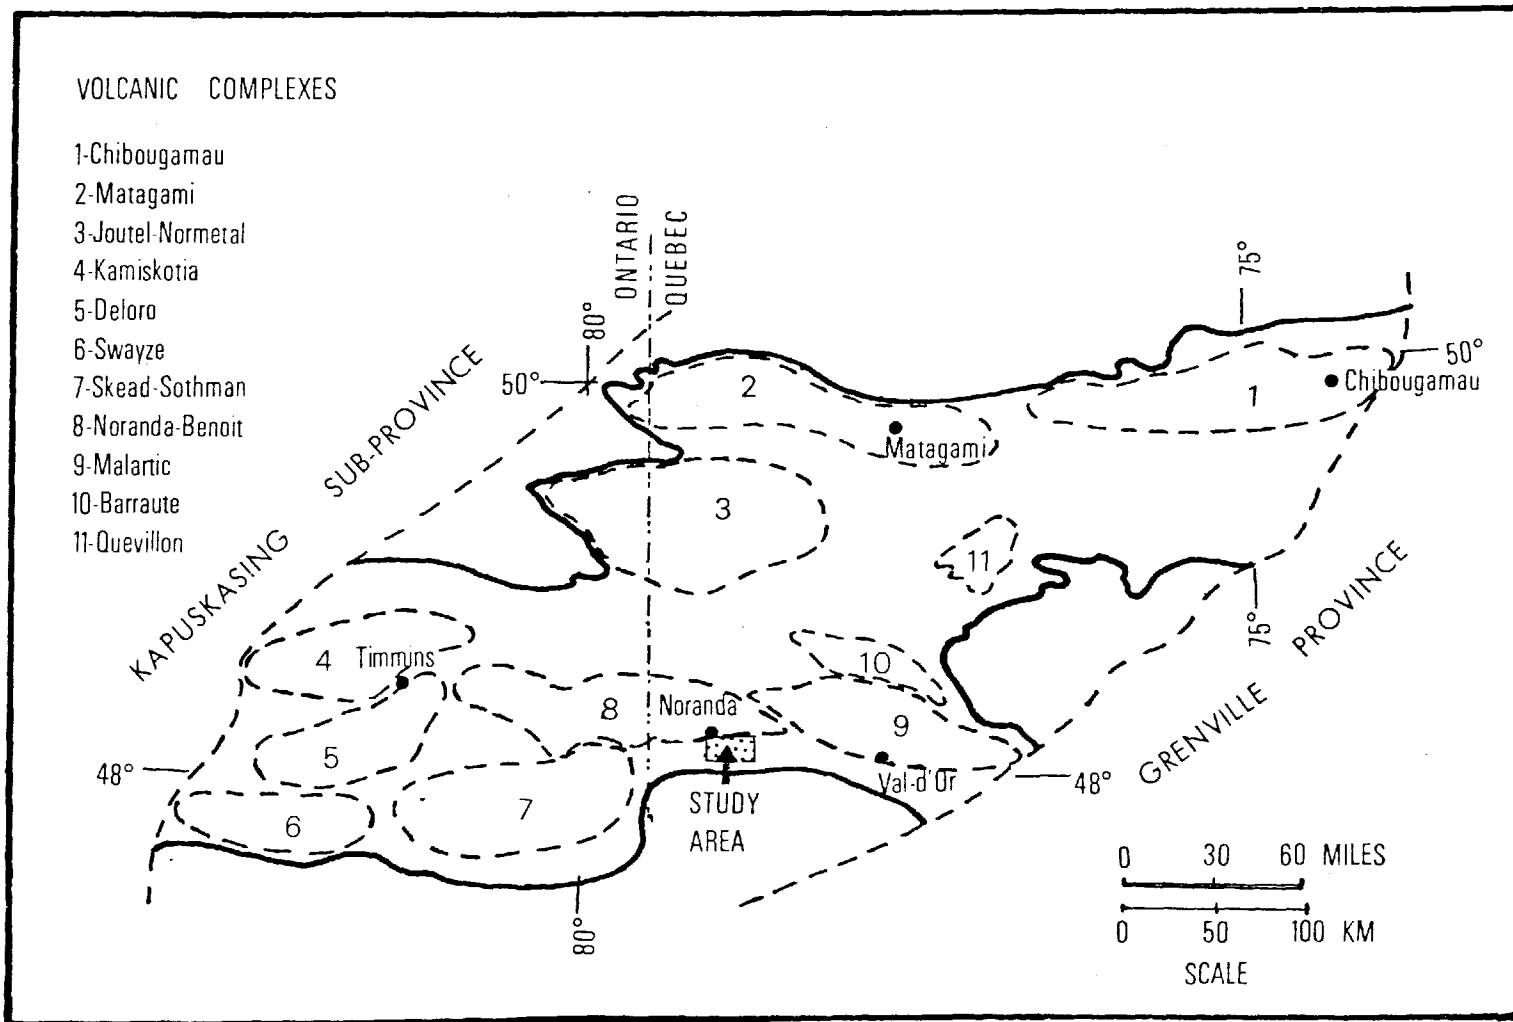 VOLCANIC COMPLEXES
1-Chibougamau
2-Matagami
3-Joutel-Normetal
4-Kamiskotia
5-Deloro
6-Swayze
7-Skead-Sothman
8-Noranda-Benoit
9-Malartic
10-Barraute
11-Quevillon
ONTARIO
QUEBEC
80°
75°
50°
50°
KAPUSKASING SUB-PROVINCE
2
1
Chibougamau
Matagami
3
11
75°
GRENVILLE PROVINCE
4
Timmins
10
8
Noranda
9
5
48°
Val-d'Or
48°
7
6
STUDY
AREA
80°
0 30 60 MILES
0 50 100 KM
SCALE